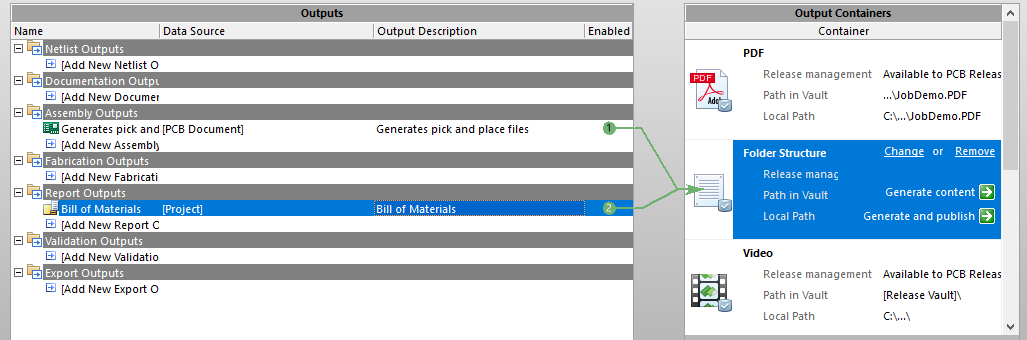 Outputs
Name Data Source Output Description Enabled
Netlist Outputs
[Add New Netlist O
Documentation Outpu
[Add New Documer
Assembly Outputs
Generates pick and [PCB Document] Generates pick and place files 1
[Add New Assembly
Fabrication Outputs
[Add New Fabricati
Report Outputs
Bill of Materials [Project] Bill of Materials 2
[Add New Report O
Validation Outputs
[Add New Validatio
Export Outputs
[Add New Export O
Output Containers
Container
PDF
PDF
Adob
Release management Available to PCB Releas
Path in Vault ...\JobDemo.PDF
Local Path C:\...\JobDemo.PDF
Folder Structure Change or Remove
Release manag
Path in Vault Generate content
Local Path Generate and publish
Video
Release management Available to PCB Releas
Path in Vault [Release Vault]\
Local Path C:\...\